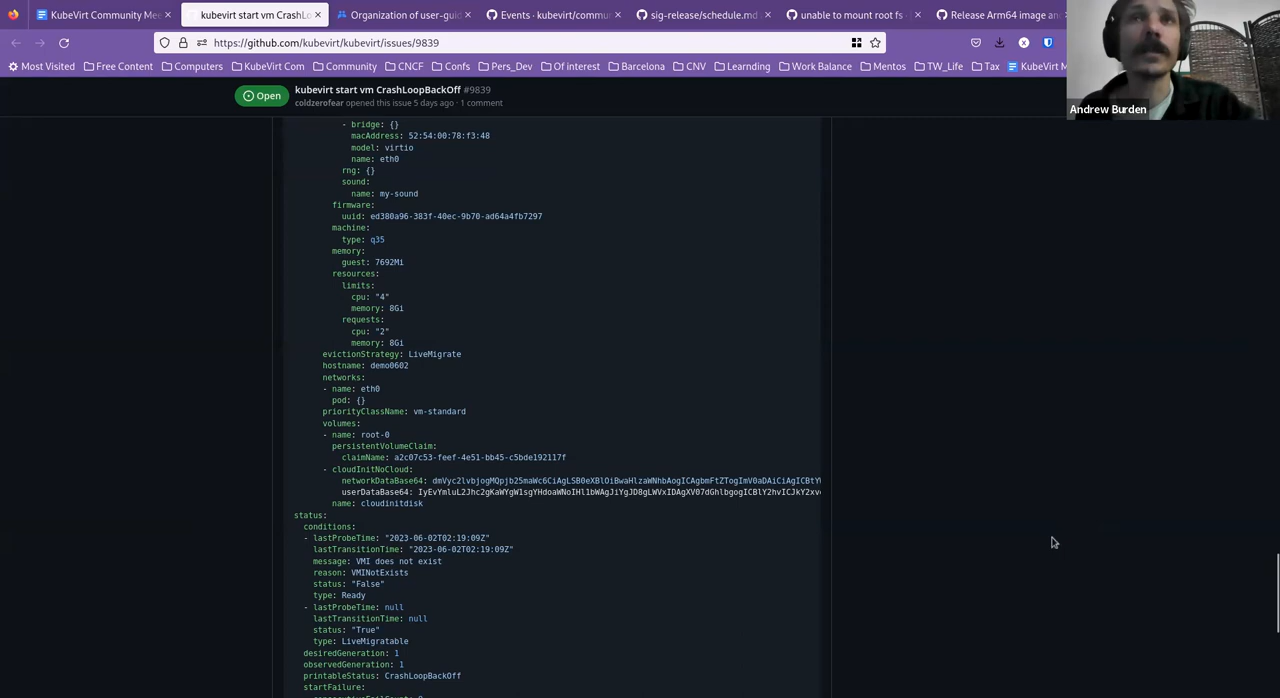 KubeVirt Community Mee
kubevirt start vm CrashLo
Organization of user-guid
Events · kubevirt/commu
sig-release/schedule.md
unable to mount root fs
Release Arm64 image an
https://github.com/kubevirt/kubevirt/issues/9839
Most Visited
Free Content
Computers
KubeVirt Com
Community
CNCF
Confs
Pers_Dev
Of interest
Barcelona
CNV
Learnding
Work Balance
Mentos
TW_Life
Tax
KubeVirt M
Andrew Burden
Open
kubevirt start vm CrashLoopBackOff #9839
coldzerofear opened this issue 5 days ago · 1 comment
- bridge: {}
macAddress: 52:54:00:78:f3:48
model: virtio
name: eth0
rng: {}
sound:
name: my-sound
firmware:
uuid: ed380a96-383f-40ec-9b70-ad64a4fb7297
machine:
type: q35
memory:
guest: 7692Mi
resources:
limits:
cpu: "4"
memory: 8Gi
requests:
cpu: "2"
memory: 8Gi
evictionStrategy: LiveMigrate
hostname: demo0602
networks:
- name: eth0
pod: {}
priorityClassName: vm-standard
volumes:
- name: root-0
persistentVolumeClaim:
claimName: a2c07c53-feef-4e51-bb45-c5bde192117f
- cloudInitNoCloud:
networkDataBase64:
userDataBase64:
name: cloudinitdisk
status:
conditions:
- lastProbeTime: "2023-06-02T02:19:09Z"
lastTransitionTime: "2023-06-02T02:19:09Z"
message: VMI does not exist
reason: VMINotExists
status: "False"
type: Ready
- lastProbeTime: null
lastTransitionTime: null
status: "True"
type: LiveMigratable
desiredGeneration: 1
observedGeneration: 1
printableStatus: CrashLoopBackOff
startFailure: